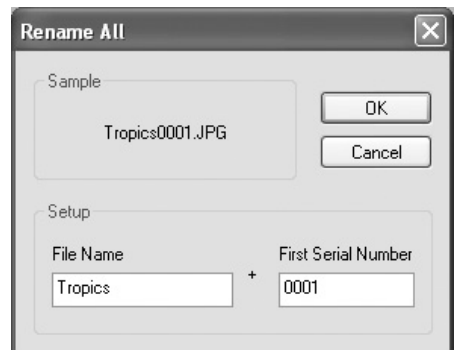 Rename All
Sample
Tropics0001.JPG
OK
Cancel
Setup
File Name
First Serial Number
Tropics
+
0001